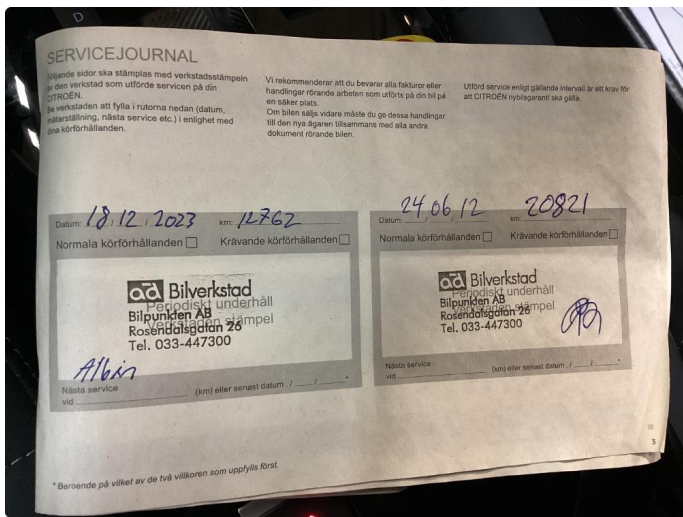 D
SERVICEJOURNAL
Följande sidor ska stämplas med verkstadsstämpeln
av den verkstad som utförde servicen på din
CITROËN.
Be verkstaden att fylla i rutorna nedan (datum,
mätarställning, nästa service etc.) i enlighet med
dina körförhållanden.
Vi rekommenderar att du bevarar alla fakturor eller
handlingar rörande arbeten som utförts på din bil på
en säker plats.
Om bilen säljs vidare måste du ge dessa handlingar
till den nya ägaren tillsammans med alla andra
dokument rörande bilen.
Utförd service enligt gällande intervall är ett krav för
att CITROËN nybilsgaranti ska gälla.
Datum: 18 / 12 / 2023 km: 12762
Normala körförhållanden Krävande körförhållanden
ad Bilverkstad
Periodiskt underhåll
Bilpunkten AB
Verkstadens stämpel
Rosendalsgatan 26
Tel. 033-447300
Albin
Nästa service
vid (km) eller senast datum / / *
Datum: 24 / 06 / 12 km: 20821
Normala körförhållanden Krävande körförhållanden
ad Bilverkstad
Periodiskt underhåll
Bilpunkten AB
Verkstadens stämpel
Rosendalsgatan 26
Tel. 033-447300
Nästa service
vid (km) eller senast datum / / *
* Beroende på vilket av de två villkoren som uppfylls först.
3